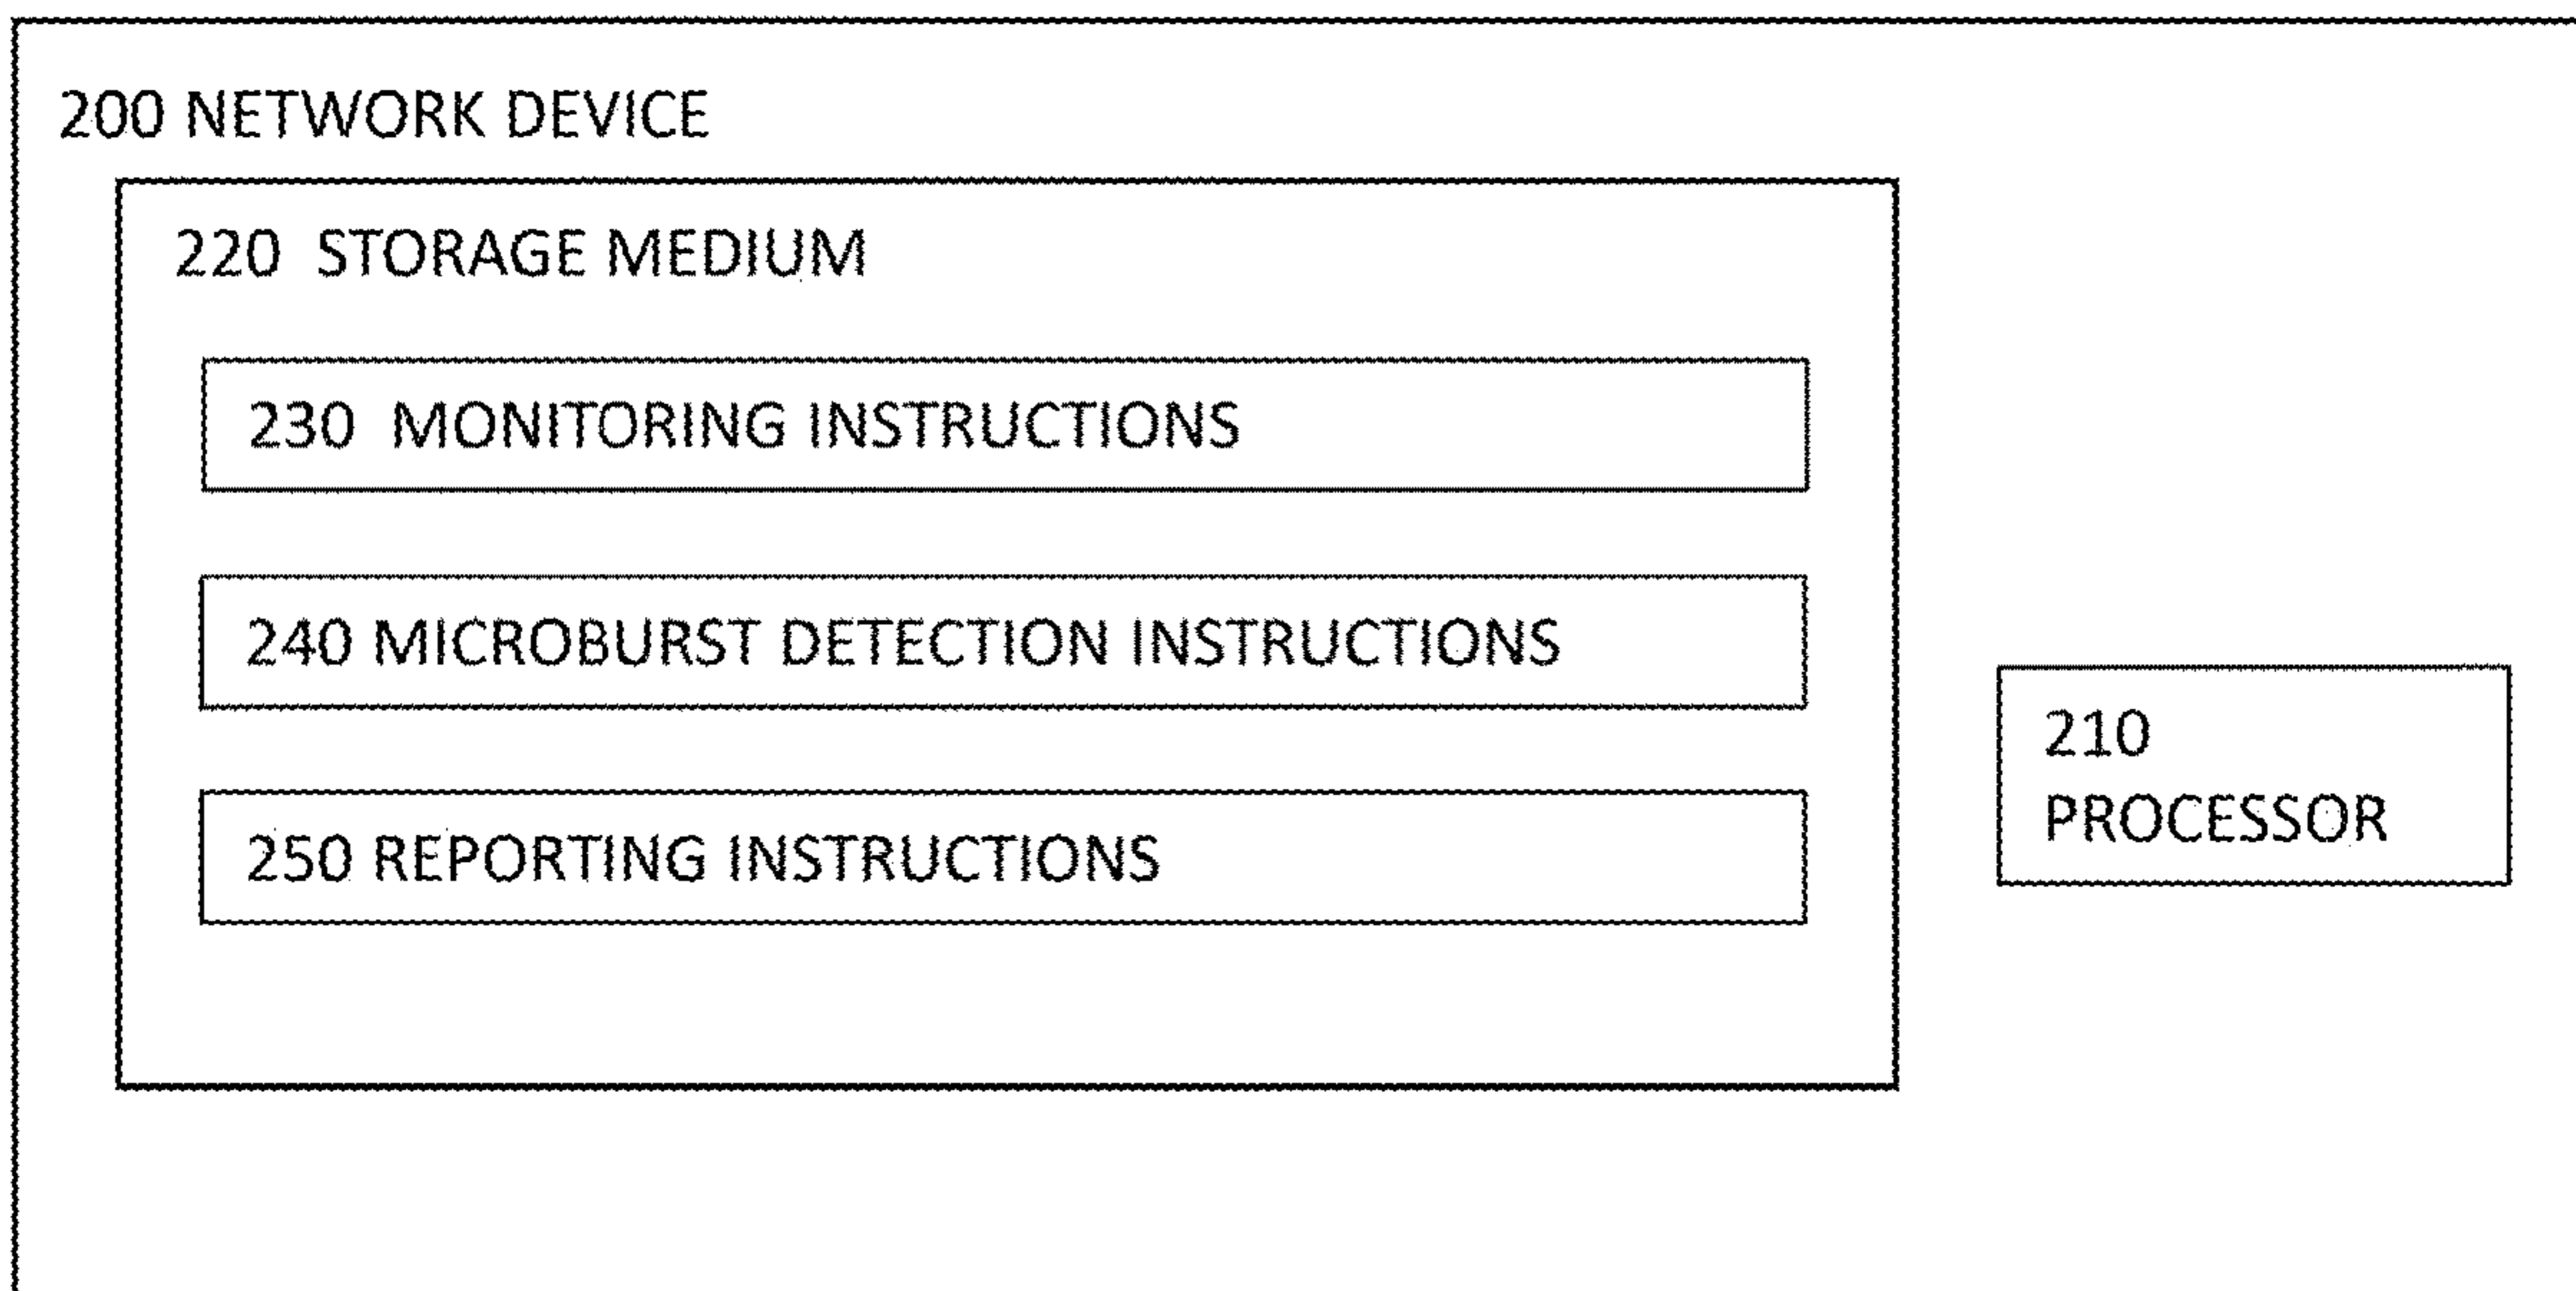 200 NETWORK DEVICE
220 STORAGE MEDIUM
230 MONITORING INSTRUCTIONS
240 MICROBURST DETECTION INSTRUCTIONS
250 REPORTING INSTRUCTIONS
210
PROCESSOR